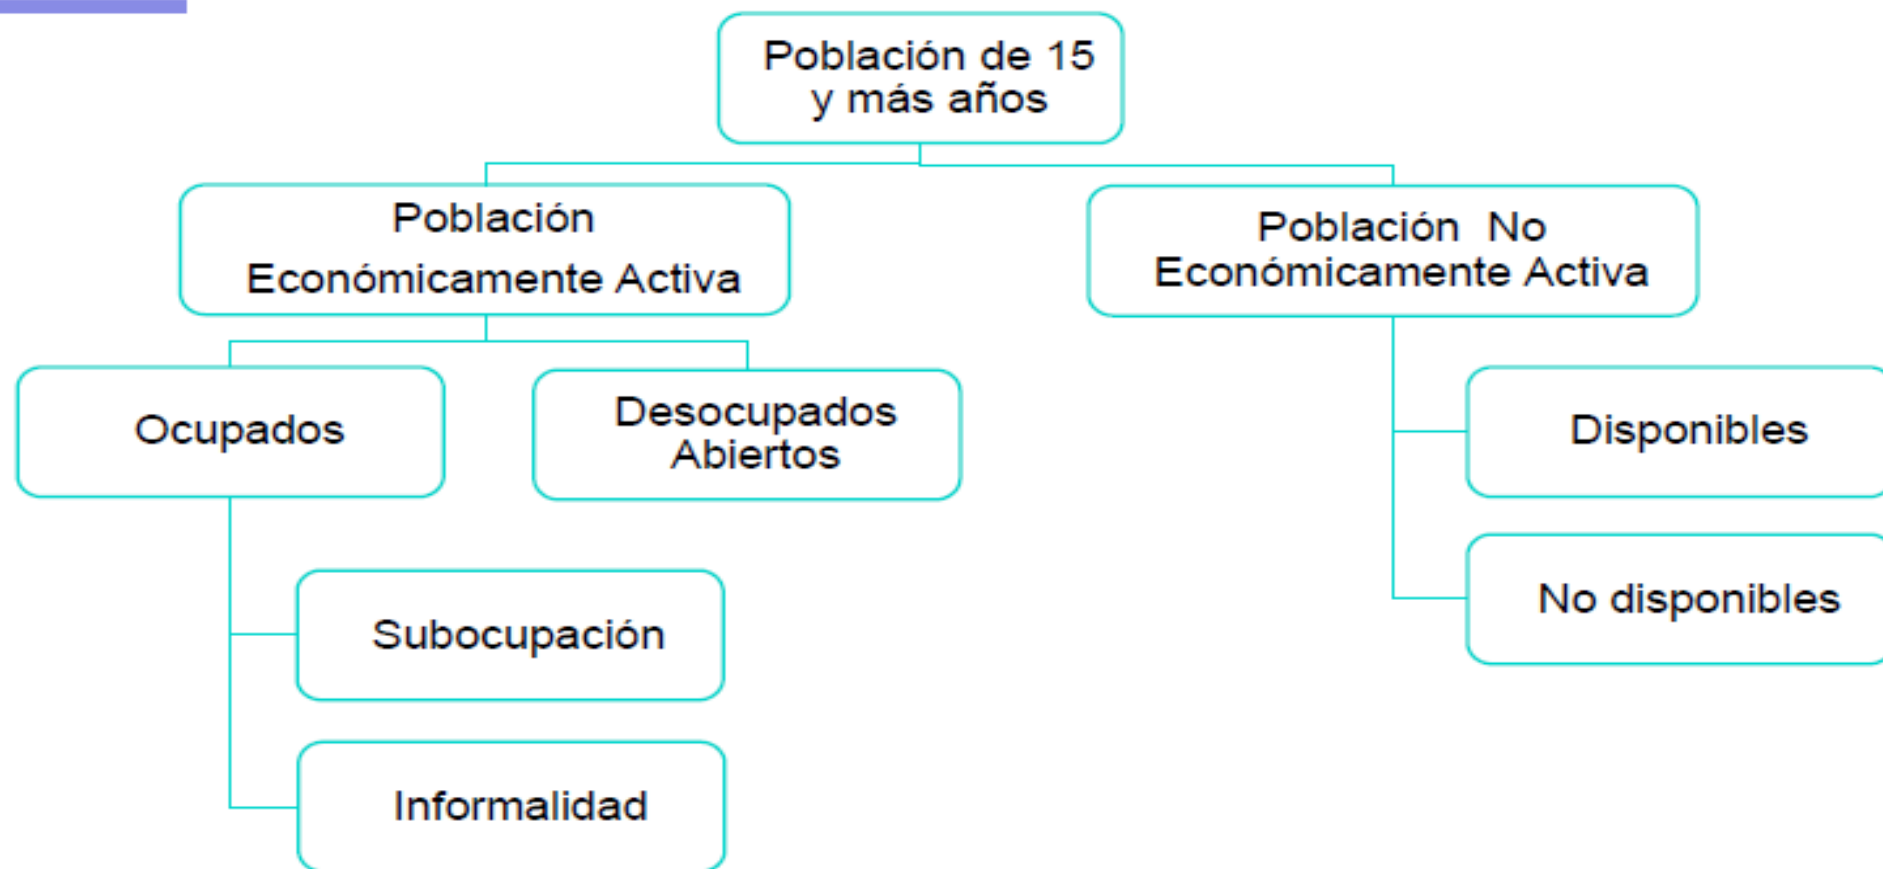 Población de 15
y más años
Población
Económicamente Activa
Población No
Económicamente Activa
Ocupados
Desocupados
Abiertos
Disponibles
No disponibles
Subocupación
Informalidad